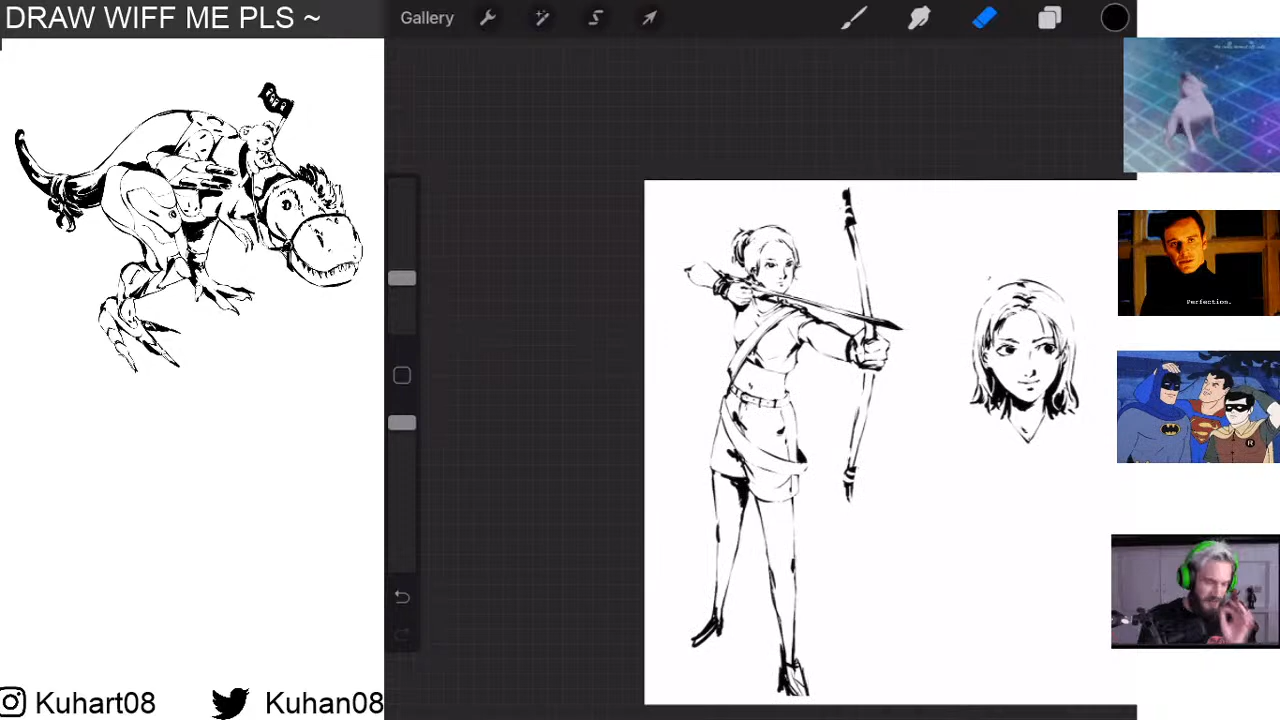 DRAW WIFF ME PLS ~
Gallery
Perfection.
R
Kuhart08
Kuhan08